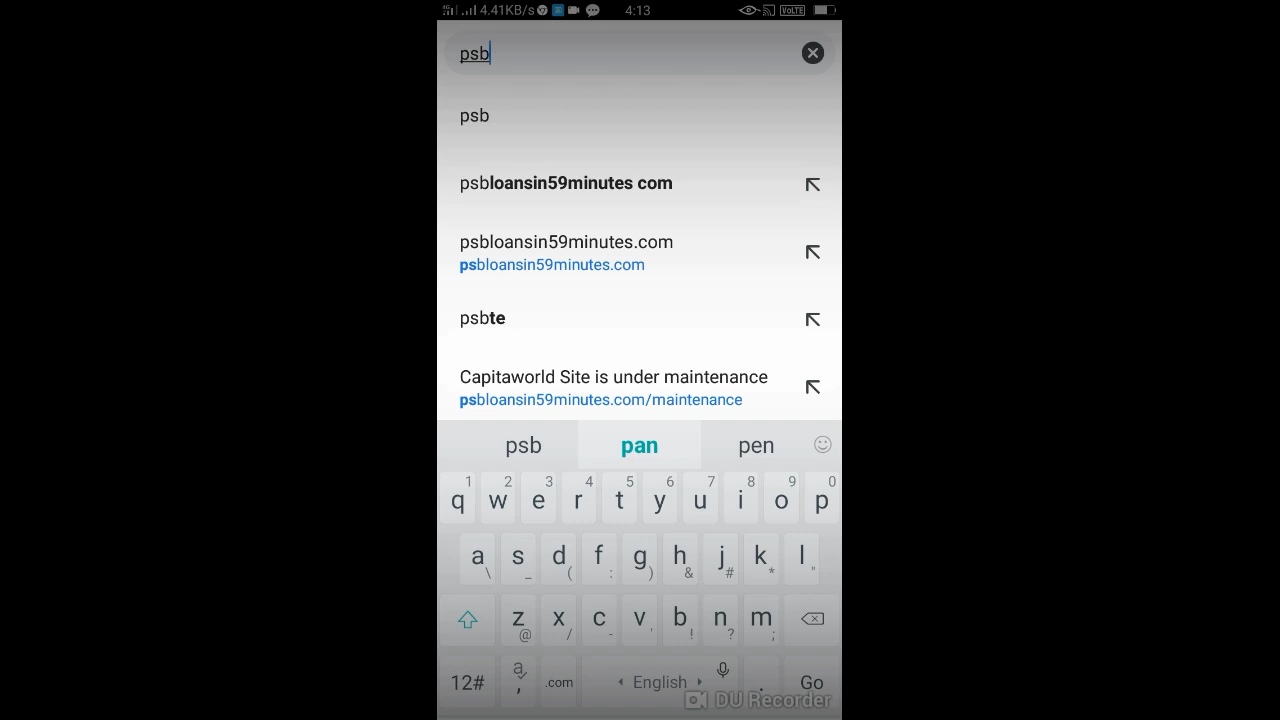 4G 4.41KB/s 4:13 VoLTE
psb
psb
psbloansin59minutes com
psbloansin59minutes.com
psbloansin59minutes.com
psbte
Capitaworld Site is under maintenance
psbloansin59minutes.com/maintenance
psb pan pen
1 2 3 4 5 6 7 8 9 0
q w e r t y u i o p
a s d f g h j k l
\ _ ( : ) & # * "
z x c v b n m
@ / - ' ! ? ;
12# a , .com English . Go
DU Recorder